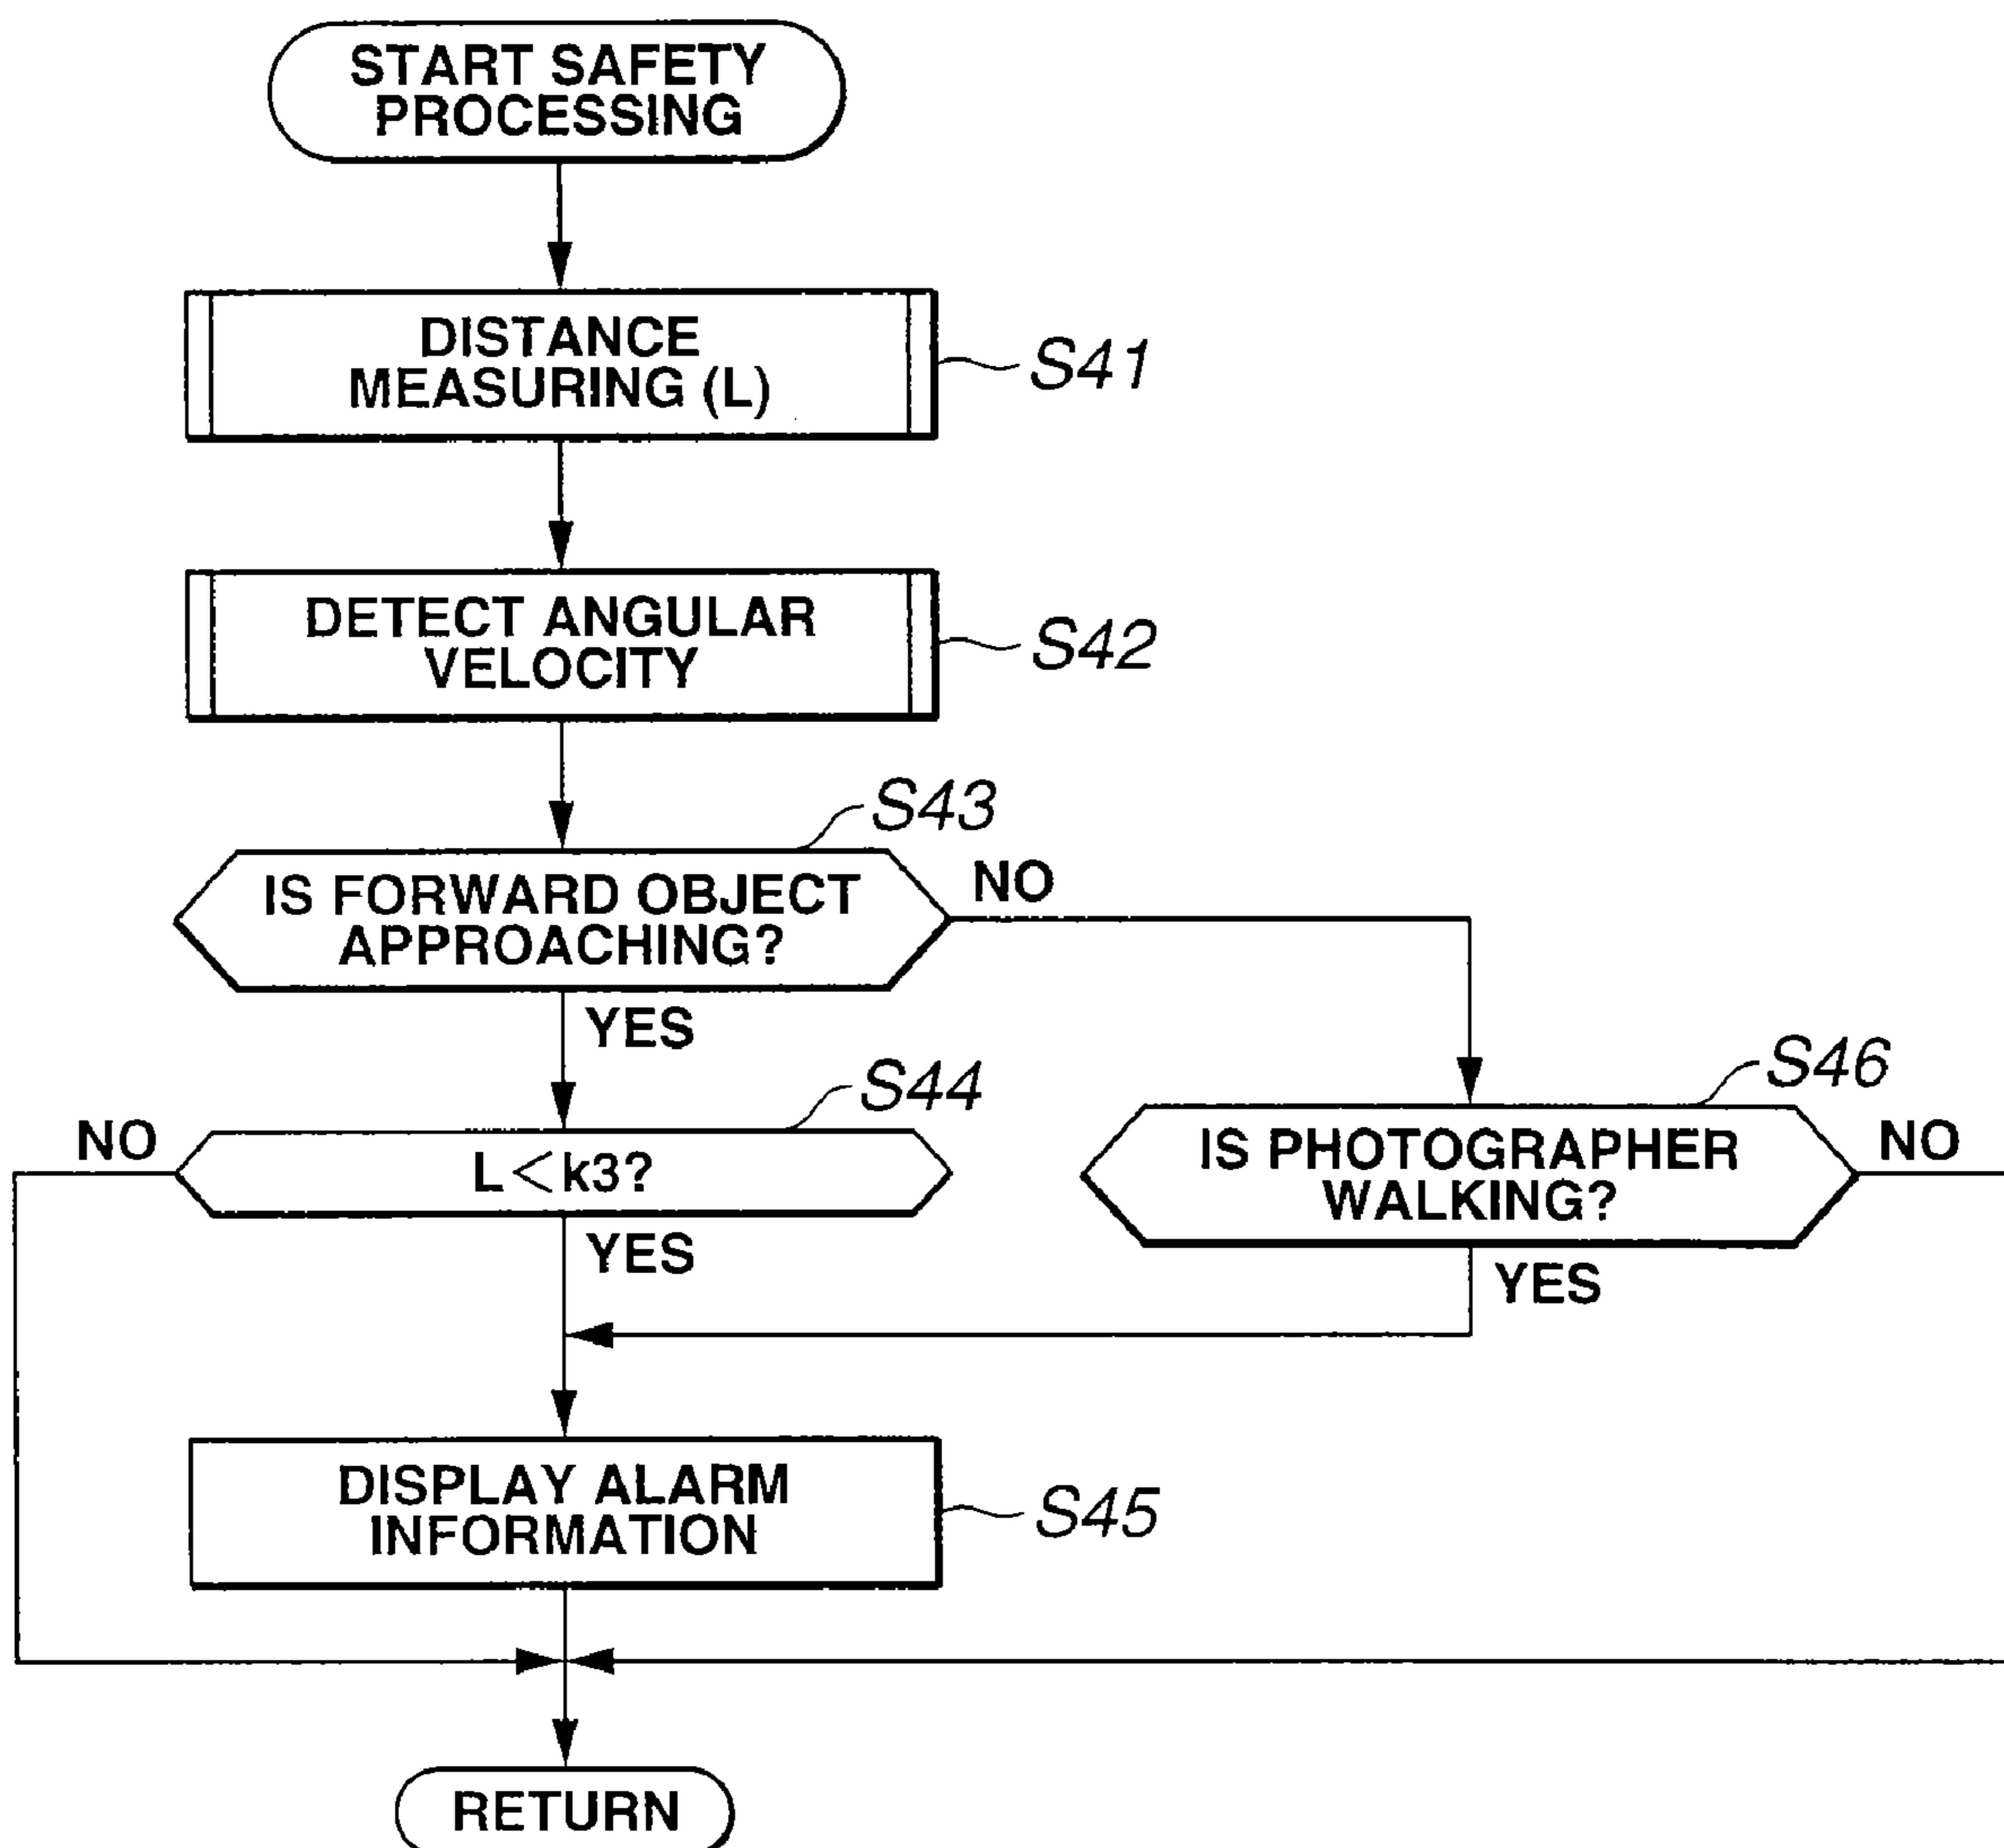 START SAFETY
PROCESSING
DISTANCE
MEASURING (L)
S41
DETECT ANGULAR
VELOCITY
S42
S43
IS FORWARD OBJECT
APPROACHING?
NO
YES
S44
S46
NO
L<k3?
IS PHOTOGRAPHER
WALKING?
NO
YES
YES
DISPLAY ALARM
INFORMATION
S45
RETURN